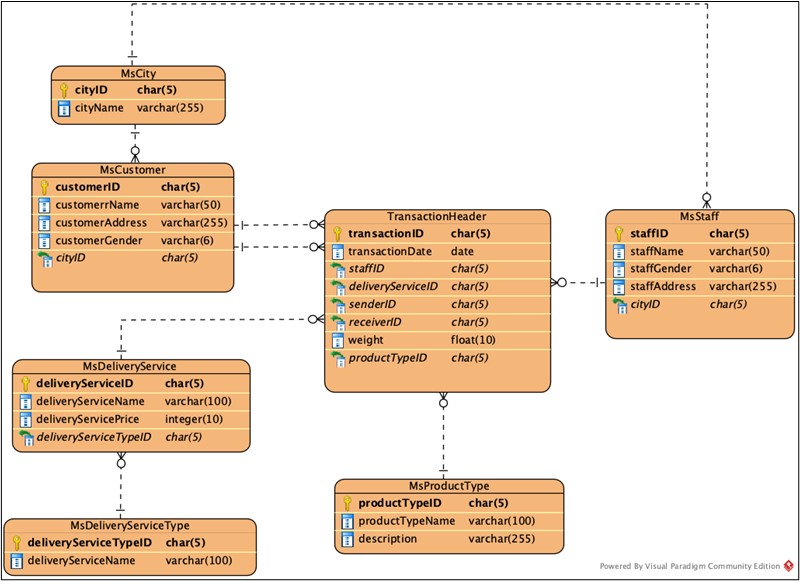 MsCity
cityID char(5)
cityName varchar(255)
MsCustomer
customerID char(5)
customerrName varchar(50)
customerAddress varchar(255)
customerGender varchar(6)
cityID char(5)
TransactionHeader
transactionID char(5)
transactionDate date
staffID char(5)
deliveryServiceID char(5)
senderID char(5)
receiverID char(5)
weight float(10)
productTypeID char(5)
MsStaff
staffID char(5)
staffName varchar(50)
staffGender varchar(6)
staffAddress varchar(255)
cityID char(5)
MsDeliveryService
deliveryServiceID char(5)
deliveryServiceName varchar(100)
deliveryServicePrice integer(10)
deliveryServiceTypeID char(5)
MsDeliveryServiceType
deliveryServiceTypeID char(5)
deliveryServiceName varchar(100)
MsProductType
productTypeID char(5)
productTypeName varchar(100)
description varchar(255)
Powered By Visual Paradigm Community Edition